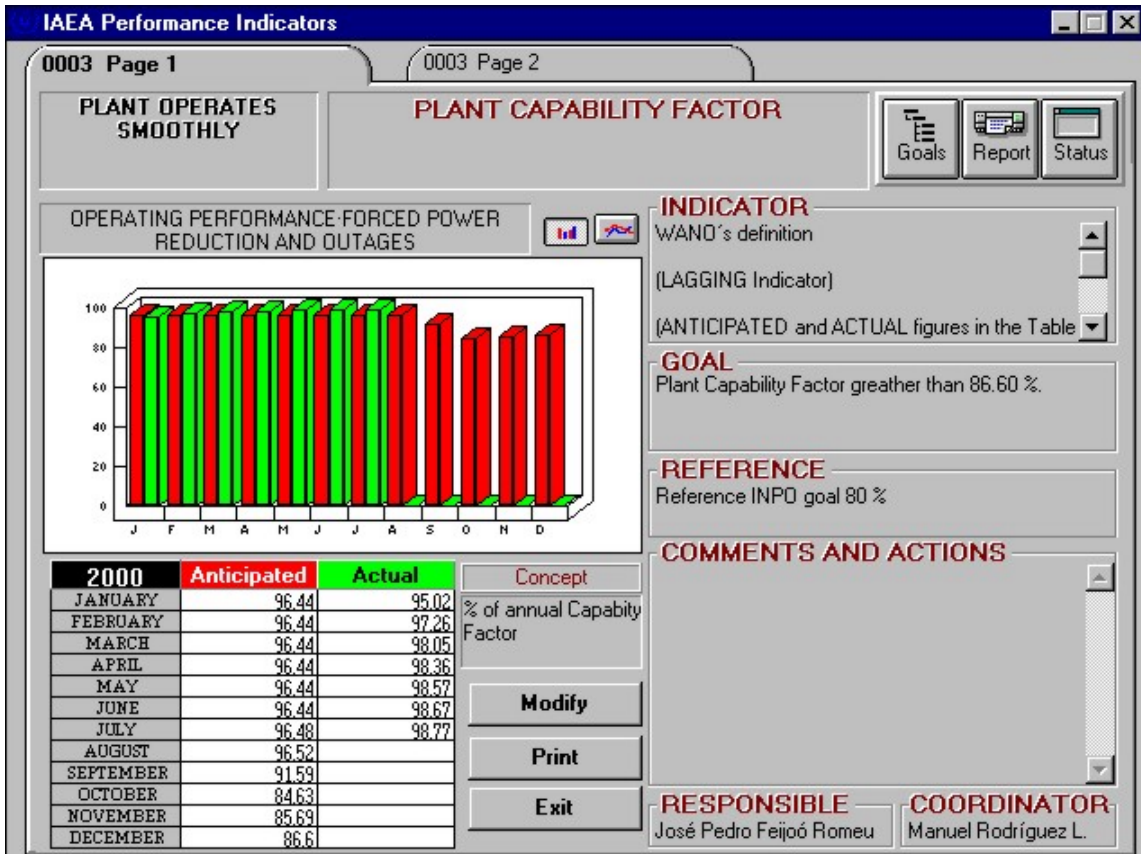 IAEA Performance Indicators
0003 Page 1
0003 Page 2
PLANT OPERATES
SMOOTHLY
PLANT CAPABILITY FACTOR
Goals
Report
Status
OPERATING PERFORMANCE·FORCED POWER
REDUCTION AND OUTAGES
100
80
60
40
20
0
J F M A M J J A S O N D
INDICATOR
WANO´s definition
(LAGGING Indicator)
(ANTICIPATED and ACTUAL figures in the Table
GOAL
Plant Capability Factor greather than 86.60 %.
REFERENCE
Reference INPO goal 80 %
COMMENTS AND ACTIONS
2000 Anticipated Actual
JANUARY 96.44 95.02
FEBRUARY 96.44 97.26
MARCH 96.44 98.05
APRIL 96.44 98.36
MAY 96.44 98.57
JUNE 96.44 98.67
JULY 96.48 98.77
AUGUST 96.52
SEPTEMBER 91.59
OCTOBER 84.63
NOVEMBER 85.69
DECEMBER 86.6
Concept
% of annual Capabity
Factor
Modify
Print
Exit
RESPONSIBLE
José Pedro Feijoó Romeu
COORDINATOR
Manuel Rodríguez L.